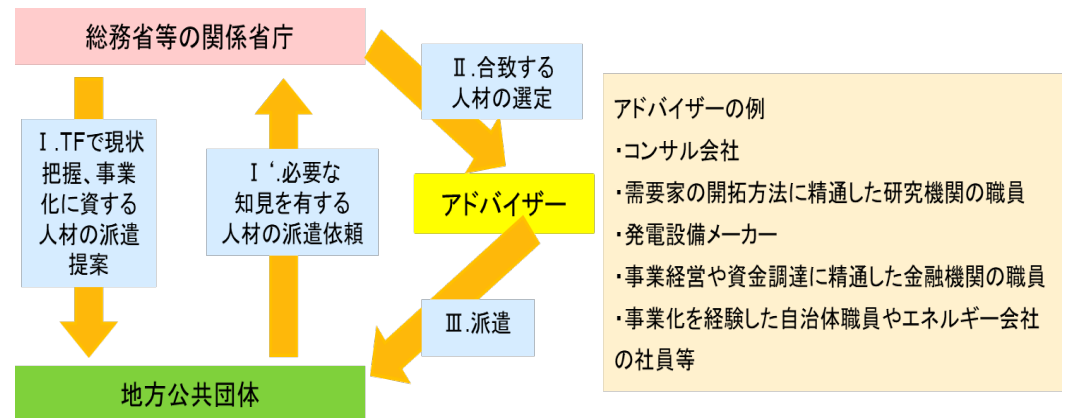 総務省等の関係省庁
Ⅰ.TFで現状
把握、事業
化に資する
人材の派遣
提案
Ⅰ‘.必要な
知見を有する
人材の派遣依頼
Ⅱ.合致する
人材の選定
アドバイザー
Ⅲ.派遣
地方公共団体
アドバイザーの例
・コンサル会社
・需要家の開拓方法に精通した研究機関の職員
・発電設備メーカー
・事業経営や資金調達に精通した金融機関の職員
・事業化を経験した自治体職員やエネルギー会社
の社員等